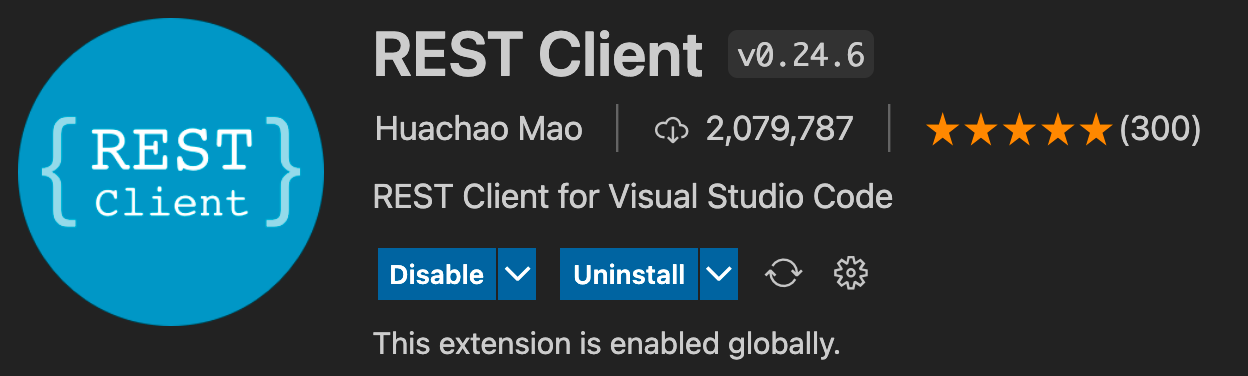 { REST
Client }
REST Client v0.24.6
Huachao Mao 2,079,787 (300)
REST Client for Visual Studio Code
Disable Uninstall
This extension is enabled globally.